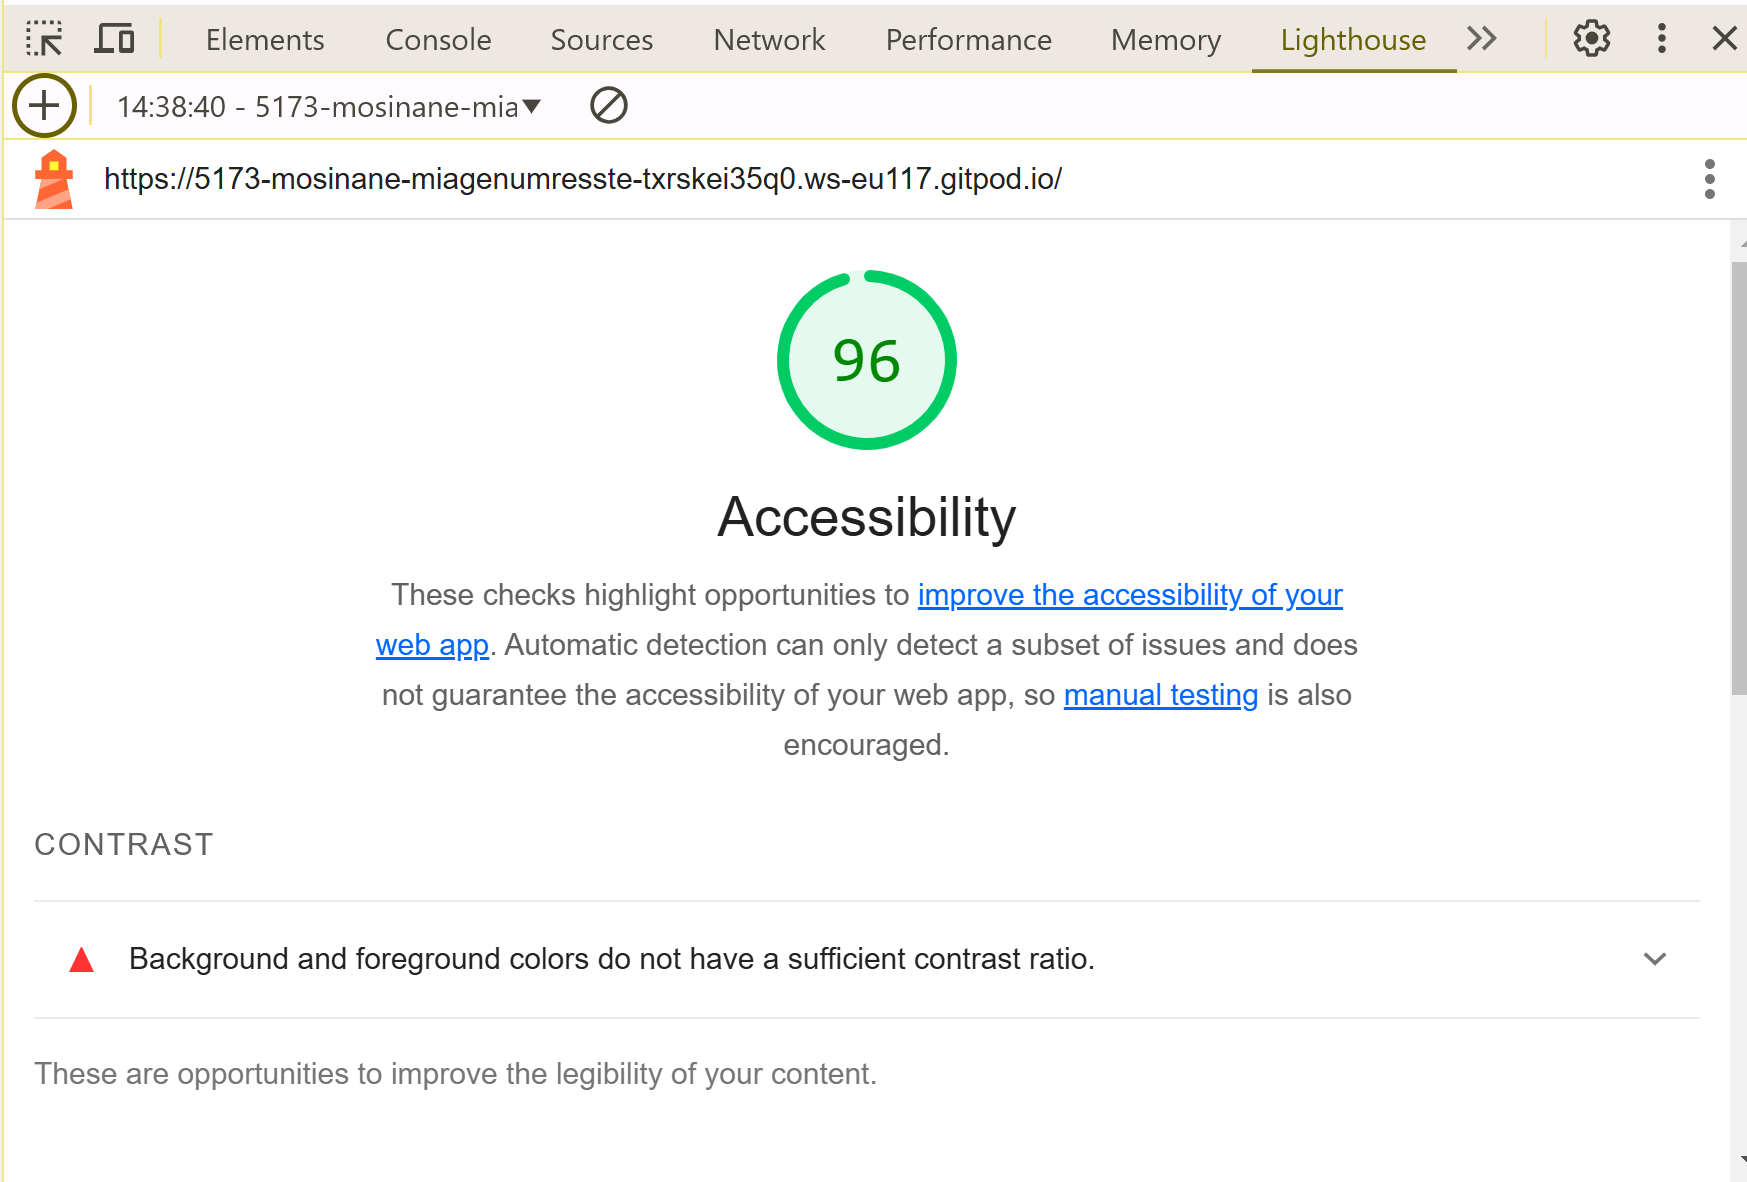 Elements Console Sources Network Performance Memory Lighthouse
14:38:40 - 5173-mosinane-mia
https://5173-mosinane-miagenumresste-txrskei35q0.ws-eu117.gitpod.io/
96
Accessibility
These checks highlight opportunities to improve the accessibility of your
web app. Automatic detection can only detect a subset of issues and does
not guarantee the accessibility of your web app, so manual testing is also
encouraged.
CONTRAST
Background and foreground colors do not have a sufficient contrast ratio.
These are opportunities to improve the legibility of your content.